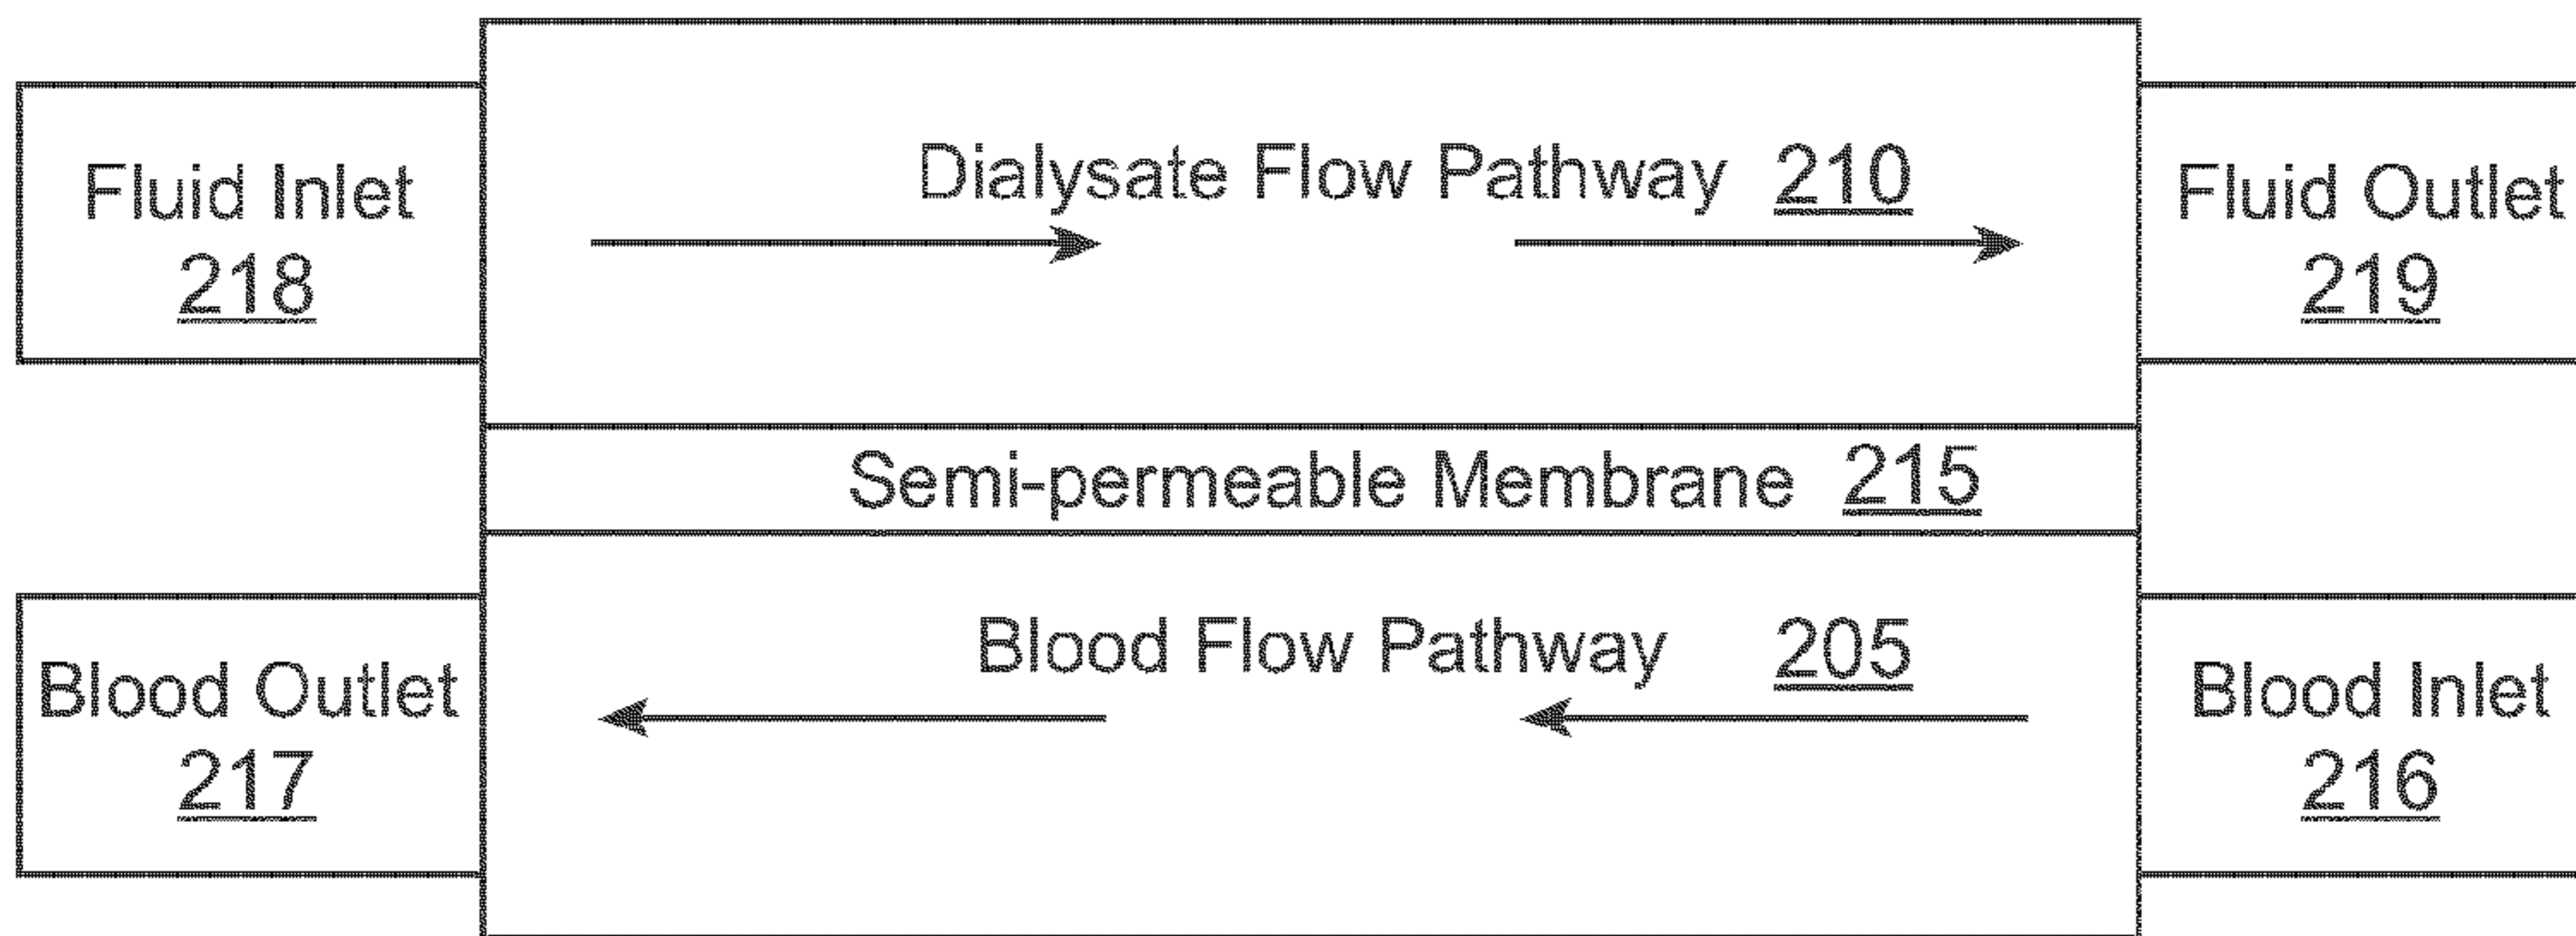 Dialysate Flow Pathway 210
Fluid Inlet
218
Fluid Outlet
219
Semi-permeable Membrane 215
Blood Flow Pathway 205
Blood Outlet
217
Blood Inlet
216